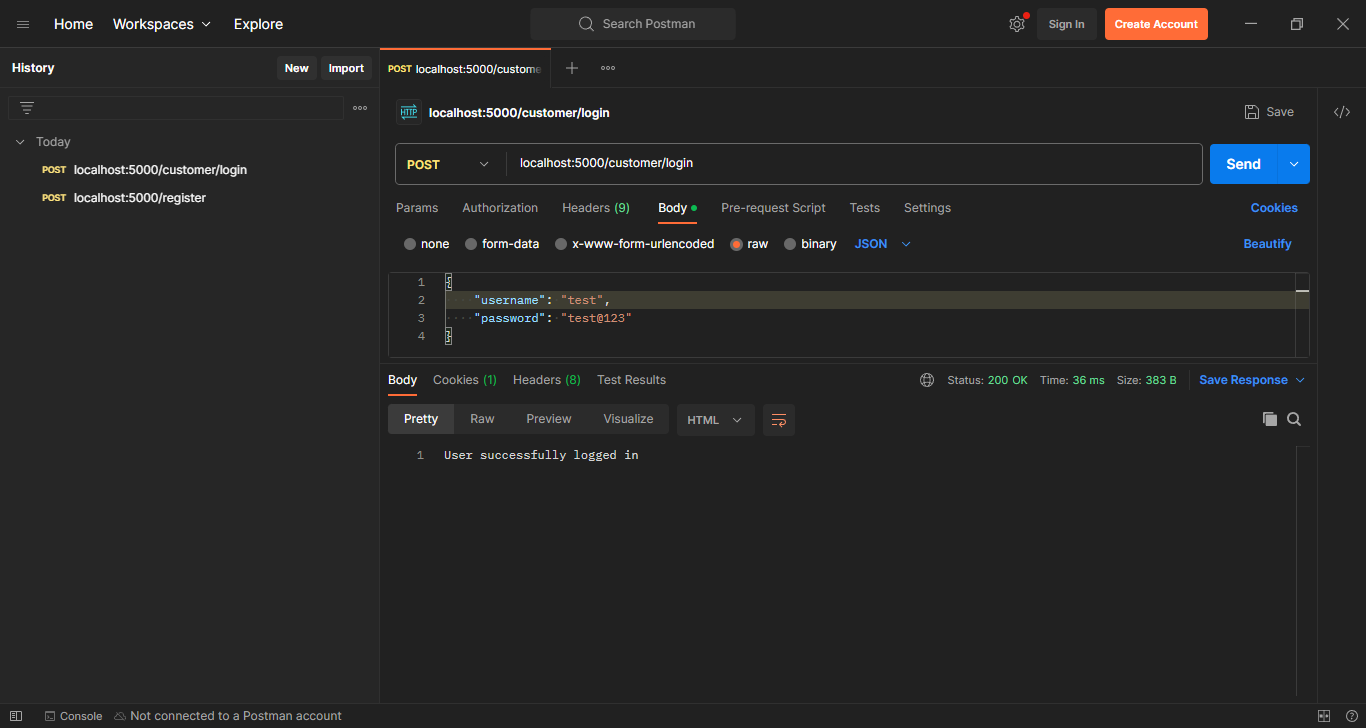 Home Workspaces Explore Search Postman Sign In Create Account
History New Import
POST localhost:5000/custome
HTTP localhost:5000/customer/login Save
Today
POST localhost:5000/customer/login
POST localhost:5000/register
POST localhost:5000/customer/login Send
Params Authorization Headers (9) Body Pre-request Script Tests Settings Cookies
none form-data x-www-form-urlencoded raw binary JSON Beautify
1 {
2 "username": "test",
3 "password": "test@123"
4 }
Body Cookies (1) Headers (8) Test Results Status: 200 OK Time: 36 ms Size: 383 B Save Response
Pretty Raw Preview Visualize HTML
1 User successfully logged in
Console Not connected to a Postman account